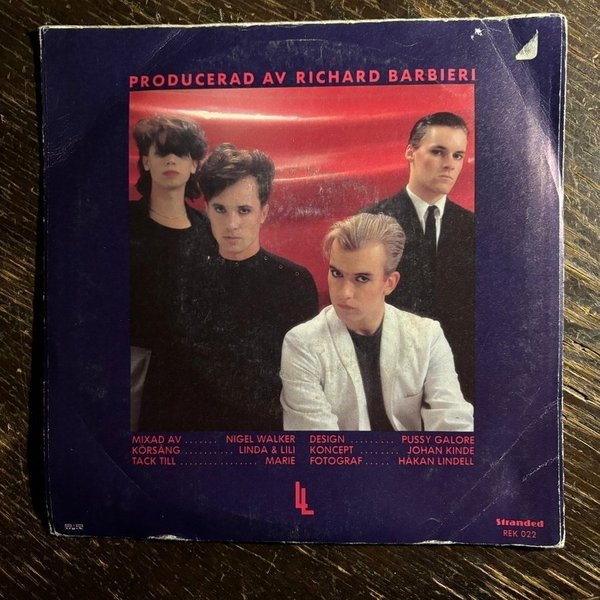 PRODUCERAD AV RICHARD BARBIERI
MIXAD AV ....... NIGEL WALKER
KÖRSÅNG ........... LINDA & LILI
TACK TILL ................ MARIE
DESIGN ......... PUSSY GALORE
KONCEPT ......... JOHAN KINDE
FOTOGRAF ..... HÅKAN LINDELL
LL
Stranded
REK 022